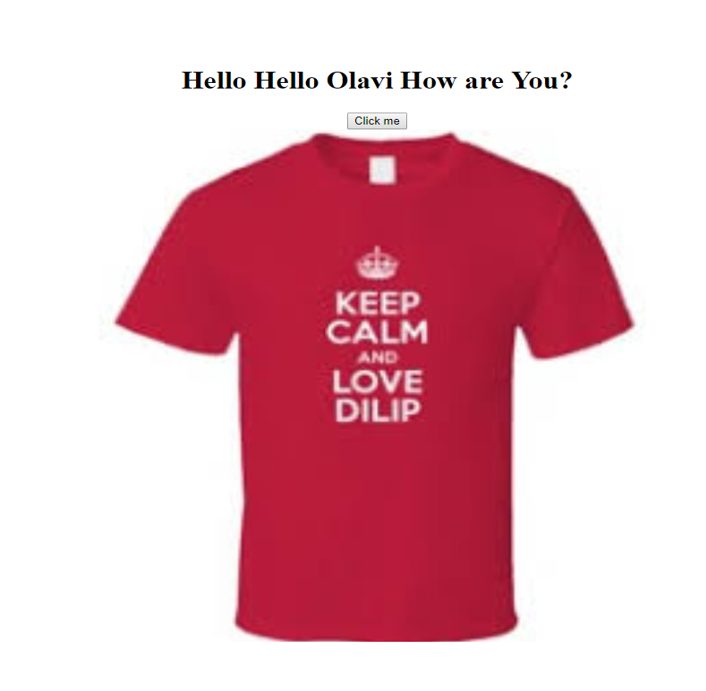 Hello Hello Olavi How are You?
Click me
KEEP
CALM
AND
LOVE
DILIP